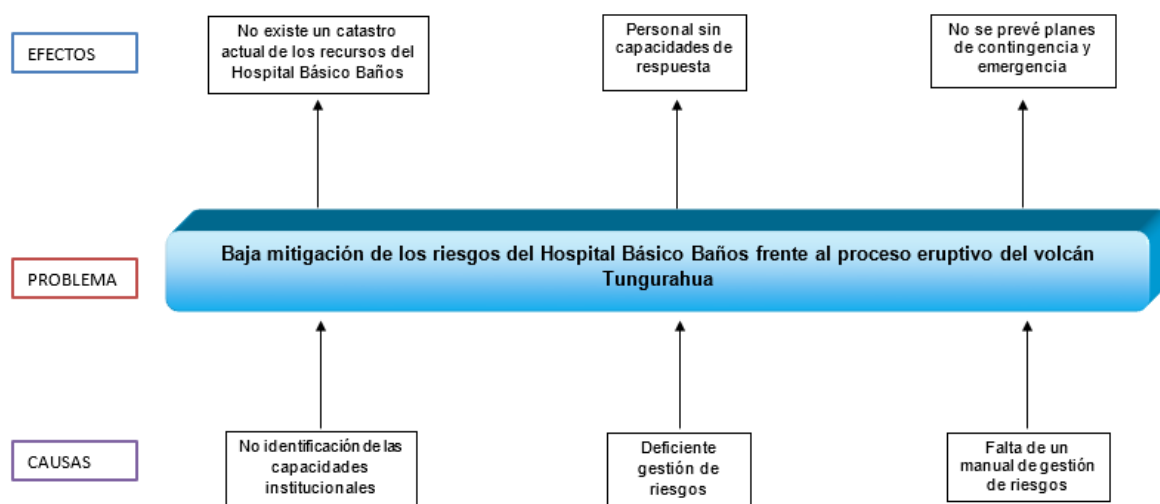 EFECTOS
No existe un catastro
actual de los recursos del
Hospital Básico Baños
Personal sin
capacidades de
respuesta
No se prevé planes
de contingencia y
emergencia
PROBLEMA
Baja mitigación de los riesgos del Hospital Básico Baños frente al proceso eruptivo del volcán
Tungurahua
CAUSAS
No identificación de las
capacidades
institucionales
Deficiente
gestión de
riesgos
Falta de un
manual de gestión
de riesgos